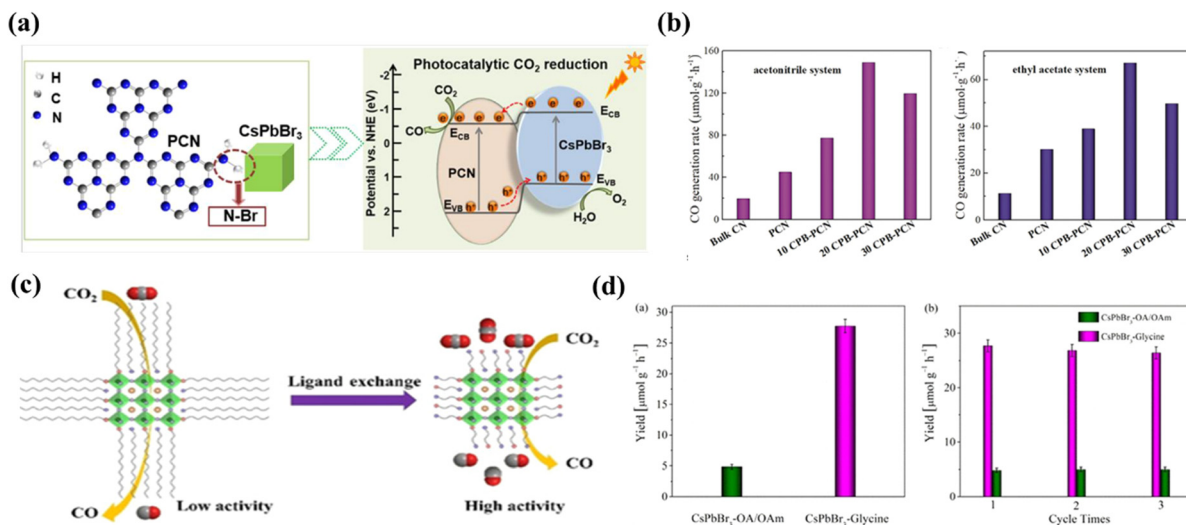 (a)
H
C
N
PCN
CsPbBr3
N-Br
Photocatalytic CO2 reduction
Potential vs. NHE (eV)
-2
-1
0
1
2
CO2
CO
e e e e
e e e
ECB
ECB
PCN
CsPbBr3
h+ h+ h+
h+ h+ h+
EVB
EVB
O2
H2O
(b)
CO generation rate (μmol·g-1·h-1)
160
120
80
40
0
acetonitrile system
Bulk CN
PCN
10 CPB-PCN
20 CPB-PCN
30 CPB-PCN
CO generation rate (μmol·g-1·h-1)
80
60
40
20
0
ethyl acetate system
Bulk CN
PCN
10 CPB-PCN
20 CPB-PCN
30 CPB-PCN
(c)
CO2
CO
Low activity
Ligand exchange
CO2
CO
High activity
(d)
(a)
Yield [μmol g-1 h-1]
30
25
20
15
10
5
0
CsPbBr3-OA/OAm
CsPbBr3-Glycine
(b)
CsPbBr3-OA/OAm
CsPbBr3-Glycine
Yield [μmol g-1 h-1]
30
20
10
0
1
2
3
Cycle Times